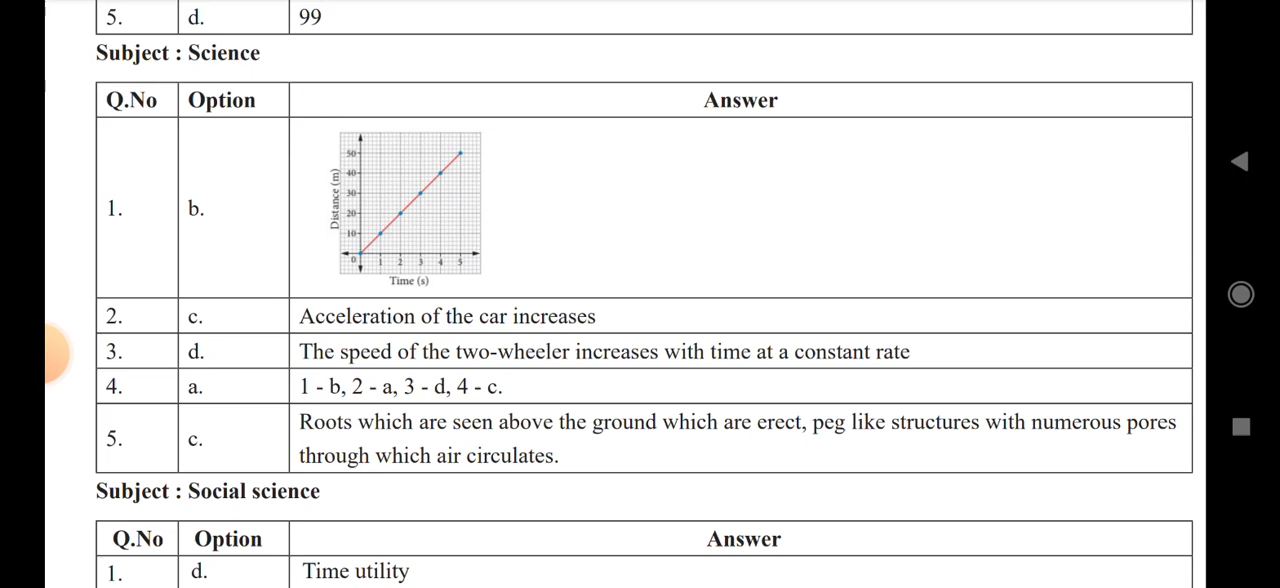 5. d. 99
Subject : Science
Q.No Option Answer
1. b.
50
40
30
20
10
0 1 2 3 4 5
Distance (m)
Time (s)
2. c. Acceleration of the car increases
3. d. The speed of the two-wheeler increases with time at a constant rate
4. a. 1 - b, 2 - a, 3 - d, 4 - c.
5. c. Roots which are seen above the ground which are erect, peg like structures with numerous pores
through which air circulates.
Subject : Social science
Q.No Option Answer
1. d. Time utility